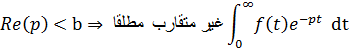 Re(p) < b ⇒ غير متقارب مطلقا ∫₀^∞ f(t)e^{-pt} dt